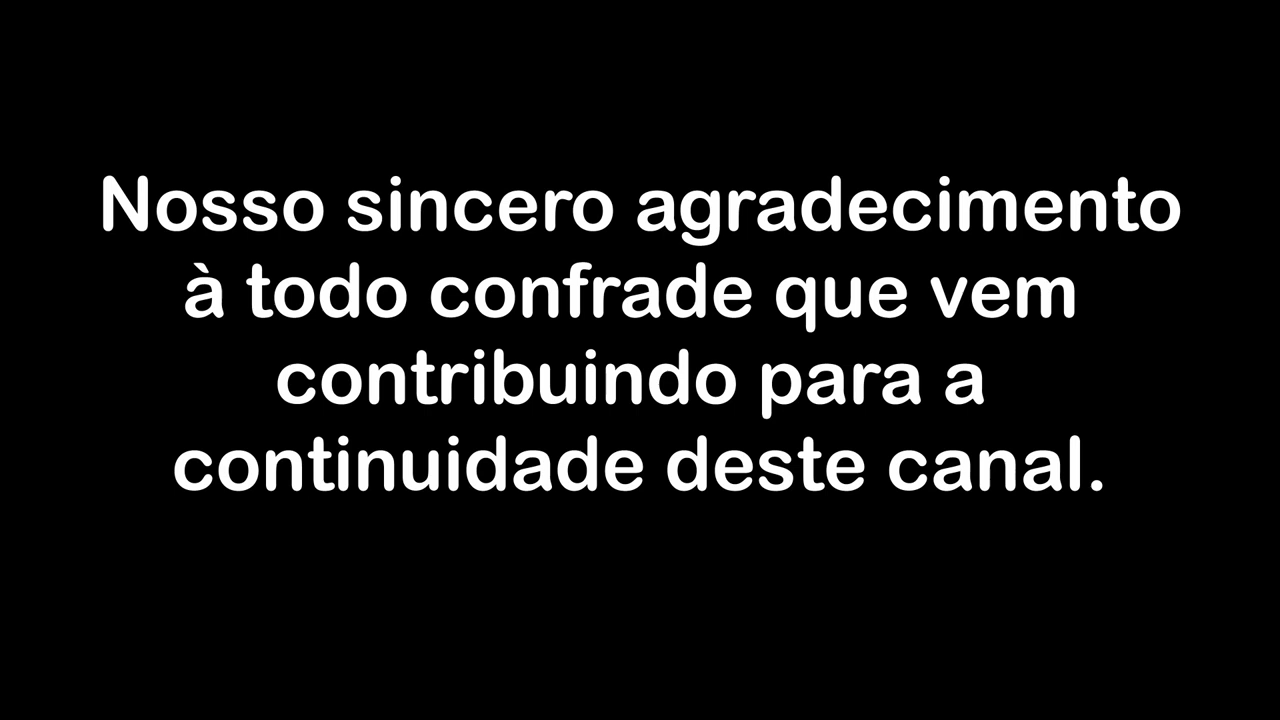 Nosso sincero agradecimento
à todo confrade que vem
contribuindo para a
continuidade deste canal.